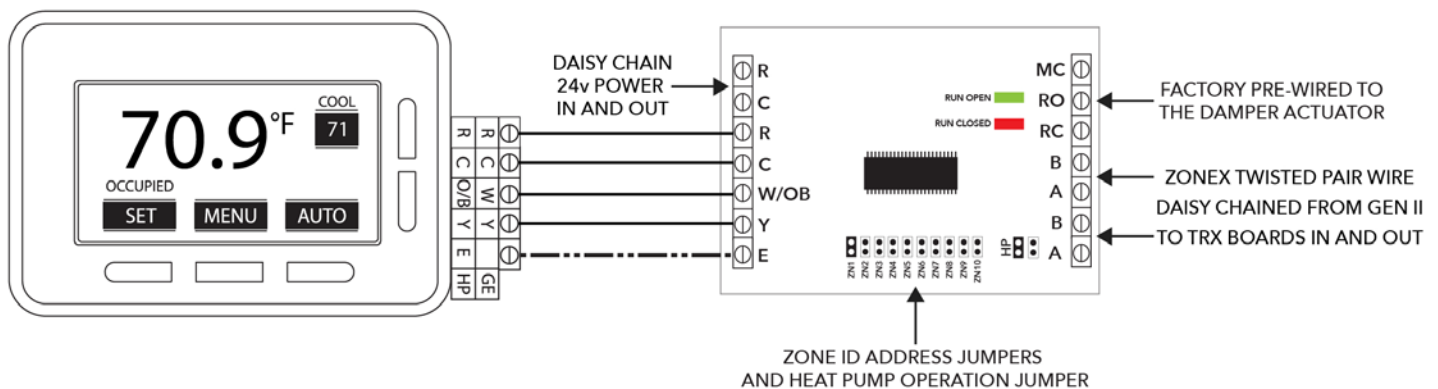 70.9°F
COOL
71
OCCUPIED
SET
MENU
AUTO
R
C
O/B
Y
E
HP
R
C
W
Y
GE
DAISY CHAIN
24v POWER
IN AND OUT
R
C
R
C
W/OB
Y
E
RUN OPEN
RUN CLOSED
ZN1
ZN2
ZN3
ZN4
ZN5
ZN6
ZN7
ZN8
ZN9
ZN10
HP
MC
RO
RC
B
A
B
A
FACTORY PRE-WIRED TO
THE DAMPER ACTUATOR
ZONEX TWISTED PAIR WIRE
DAISY CHAINED FROM GEN II
TO TRX BOARDS IN AND OUT
ZONE ID ADDRESS JUMPERS
AND HEAT PUMP OPERATION JUMPER